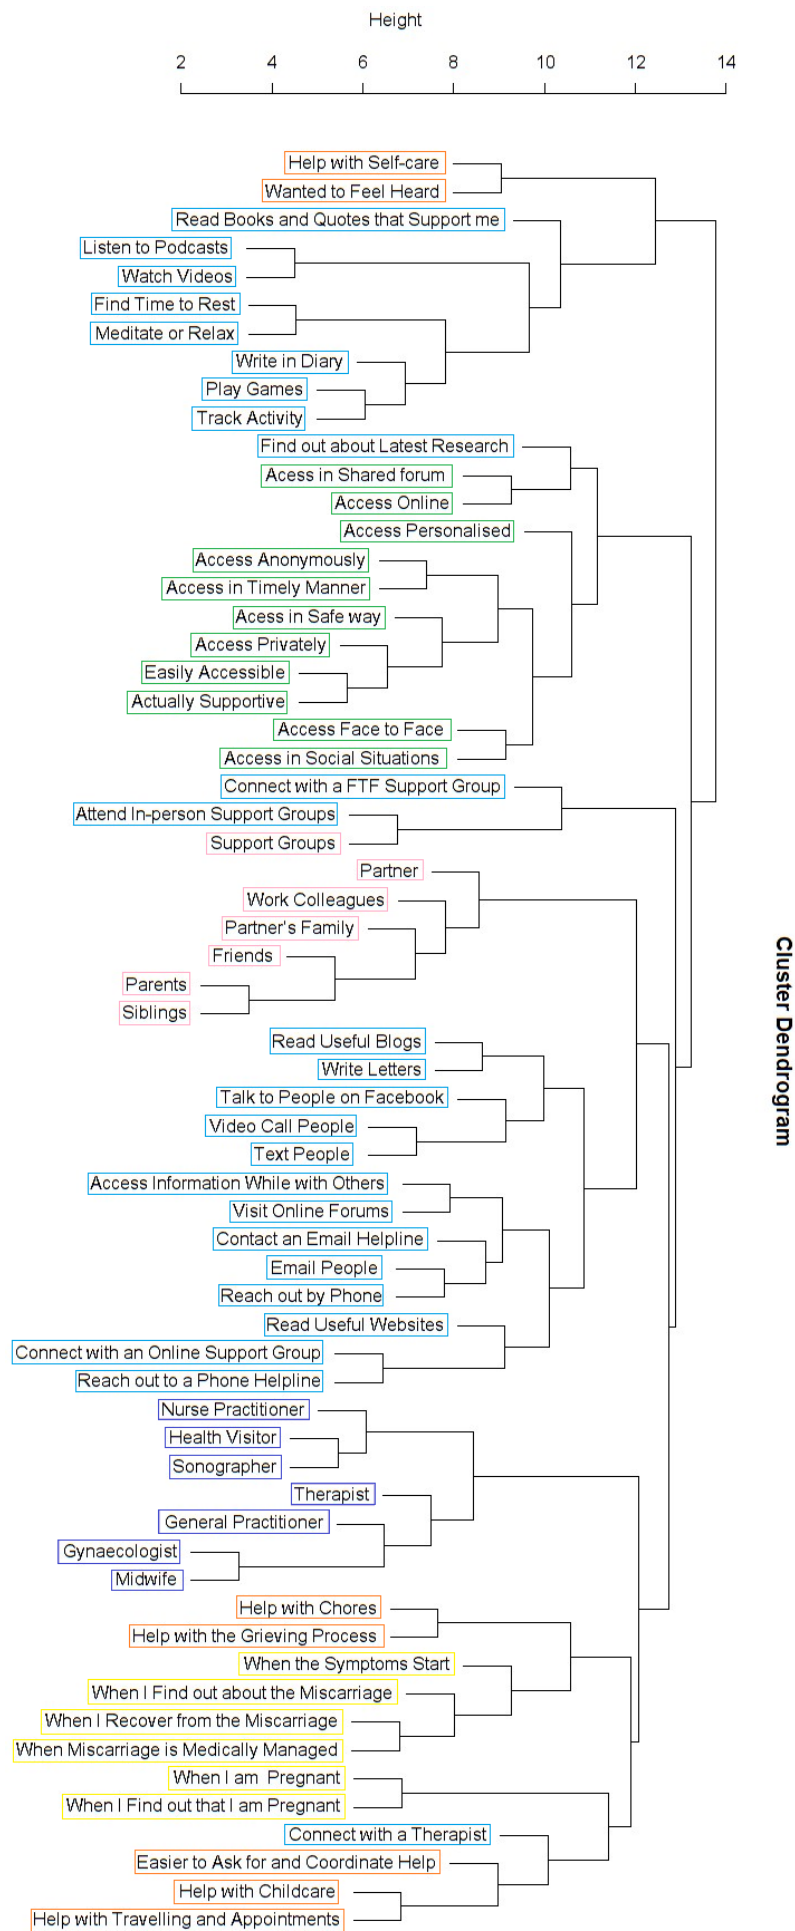 Height
2 4 6 8 10 12 14
Help with Self-care
Wanted to Feel Heard
Read Books and Quotes that Support me
Listen to Podcasts
Watch Videos
Find Time to Rest
Meditate or Relax
Write in Diary
Play Games
Track Activity
Find out about Latest Research
Acess in Shared forum
Access Online
Access Personalised
Access Anonymously
Access in Timely Manner
Acess in Safe way
Access Privately
Easily Accessible
Actually Supportive
Access Face to Face
Access in Social Situations
Connect with a FTF Support Group
Attend In-person Support Groups
Support Groups
Partner
Work Colleagues
Partner's Family
Friends
Parents
Siblings
Read Useful Blogs
Write Letters
Talk to People on Facebook
Video Call People
Text People
Access Information While with Others
Visit Online Forums
Contact an Email Helpline
Email People
Reach out by Phone
Read Useful Websites
Connect with an Online Support Group
Reach out to a Phone Helpline
Nurse Practitioner
Health Visitor
Sonographer
Therapist
General Practitioner
Gynaecologist
Midwife
Help with Chores
Help with the Grieving Process
When the Symptoms Start
When I Find out about the Miscarriage
When I Recover from the Miscarriage
When Miscarriage is Medically Managed
When I am Pregnant
When I Find out that I am Pregnant
Connect with a Therapist
Easier to Ask for and Coordinate Help
Help with Childcare
Help with Travelling and Appointments
Cluster Dendrogram